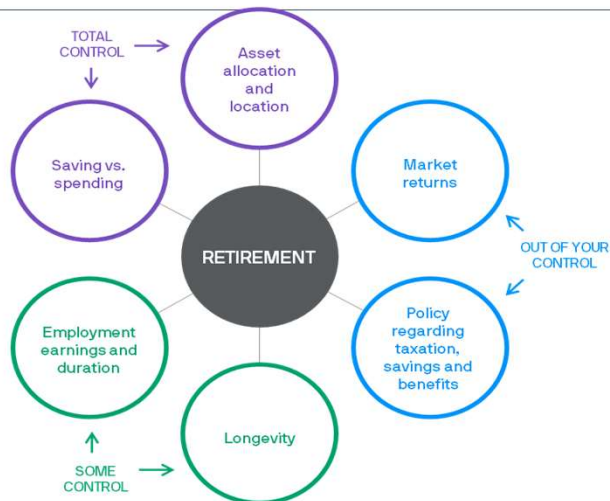 TOTAL
CONTROL
Asset
allocation
and
location
Saving vs.
spending
Market
returns
RETIREMENT
OUT OF YOUR
CONTROL
Employment
earnings and
duration
Policy
regarding
taxation,
savings and
benefits
Longevity
SOME
CONTROL